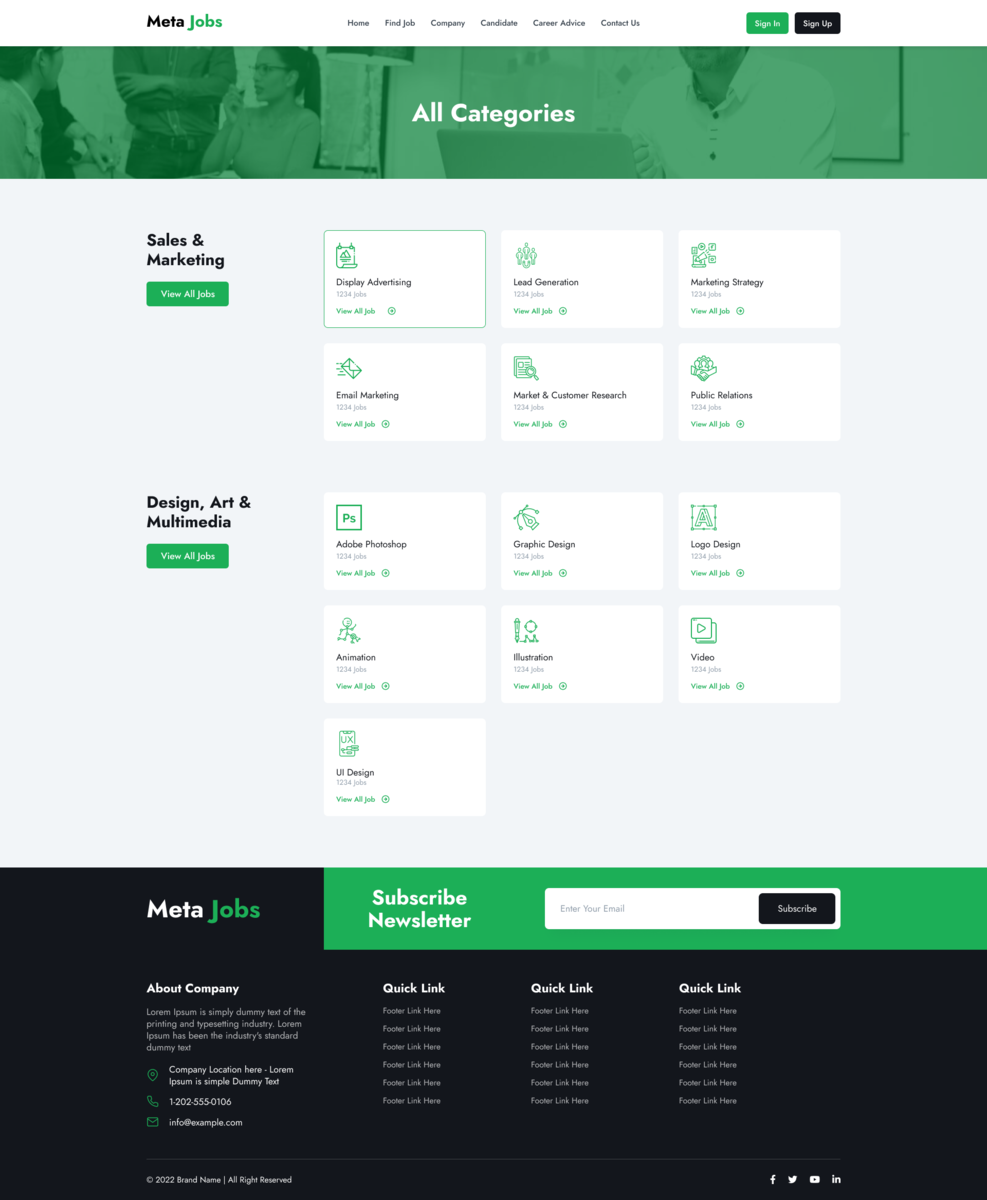 Meta Jobs
Home Find Job Company Candidate Career Advice Contact Us
Sign In Sign Up
All Categories
Sales &
Marketing
View All Jobs
Display Advertising
1234 Jobs
View All Job
Lead Generation
1234 Jobs
View All Job
Marketing Strategy
1234 Jobs
View All Job
Email Marketing
1234 Jobs
View All Job
Market & Customer Research
1234 Jobs
View All Job
Public Relations
1234 Jobs
View All Job
Design, Art &
Multimedia
View All Jobs
Ps
Adobe Photoshop
1234 Jobs
View All Job
Graphic Design
1234 Jobs
View All Job
A
Logo Design
1234 Jobs
View All Job
Animation
1234 Jobs
View All Job
Illustration
1234 Jobs
View All Job
Video
1234 Jobs
View All Job
UX
UI Design
1234 Jobs
View All Job
Meta Jobs
Subscribe
Newsletter
Enter Your Email
Subscribe
About Company
Lorem Ipsum is simply dummy text of the
printing and typesetting industry. Lorem
Ipsum has been the industry's standard
dummy text
Company Location here - Lorem
Ipsum is simple Dummy Text
1-202-555-0106
info@example.com
Quick Link
Footer Link Here
Footer Link Here
Footer Link Here
Footer Link Here
Footer Link Here
Footer Link Here
Quick Link
Footer Link Here
Footer Link Here
Footer Link Here
Footer Link Here
Footer Link Here
Footer Link Here
Quick Link
Footer Link Here
Footer Link Here
Footer Link Here
Footer Link Here
Footer Link Here
Footer Link Here
© 2022 Brand Name | All Right Reserved